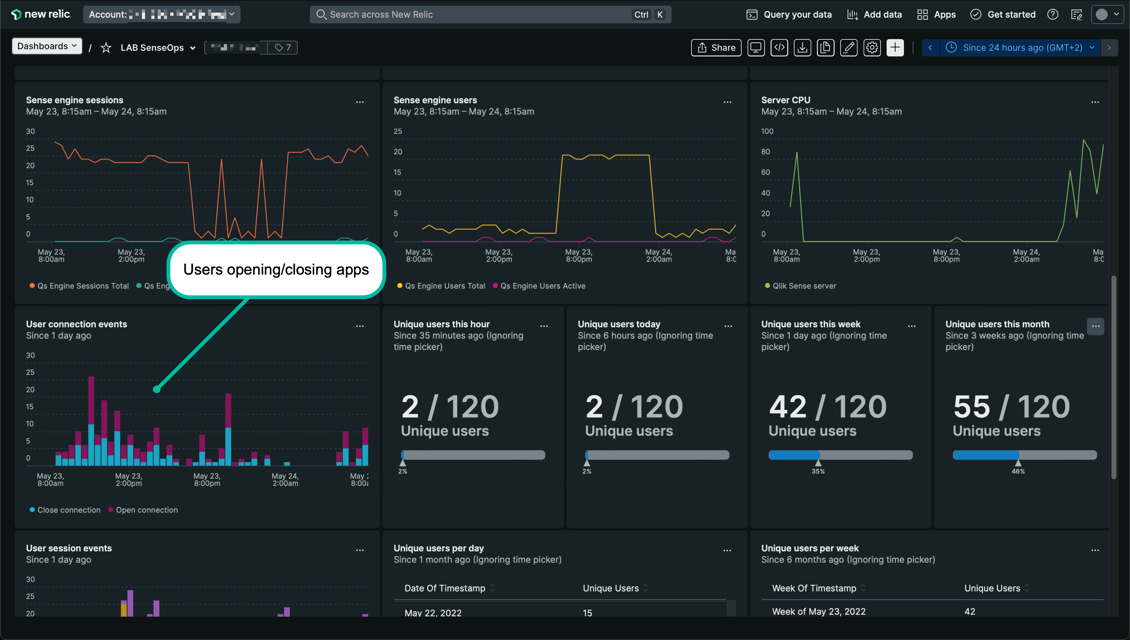 new relic.
Account:
Search across New Relic
Ctrl K
Query your data
Add data
Apps
Get started
Dashboards
/
LAB SenseOps
7
Share
Since 24 hours ago (GMT+2)
Sense engine sessions
May 23, 8:15am – May 24, 8:15am
30
25
20
15
10
5
0
May 23,
8:00am
May 23,
2:00pm
Qs Engine Sessions Total
Qs Eng
Sense engine users
May 23, 8:15am – May 24, 8:15am
25
20
15
10
5
0
May 23,
8:00am
May 23,
2:00pm
May 23,
8:00pm
May 24,
2:00am
Qs Engine Users Total
Qs Engine Users Active
Server CPU
May 23, 8:15am – May 24, 8:15am
100
80
60
40
20
0
May 23,
8:00am
May 23,
2:00pm
May 23,
8:00pm
May 24,
2:00am
Qlik Sense server
Users opening/closing apps
User connection events
Since 1 day ago
30
25
20
15
10
5
0
May 23,
8:00am
May 23,
2:00pm
May 23,
8:00pm
May 24,
2:00am
Close connection
Open connection
Unique users this hour
Since 35 minutes ago (Ignoring
time picker)
2 / 120
Unique users
2%
Unique users today
Since 6 hours ago (Ignoring time
picker)
2 / 120
Unique users
2%
Unique users this week
Since 1 day ago (Ignoring time
picker)
42 / 120
Unique users
35%
Unique users this month
Since 3 weeks ago (Ignoring time
picker)
55 / 120
Unique users
46%
User session events
Since 1 day ago
30
25
20
Unique users per day
Since 1 month ago (Ignoring time picker)
Date Of Timestamp
Unique Users
May 22, 2022
15
Unique users per week
Since 6 months ago (Ignoring time picker)
Week Of Timestamp
Unique Users
Week of May 23, 2022
42